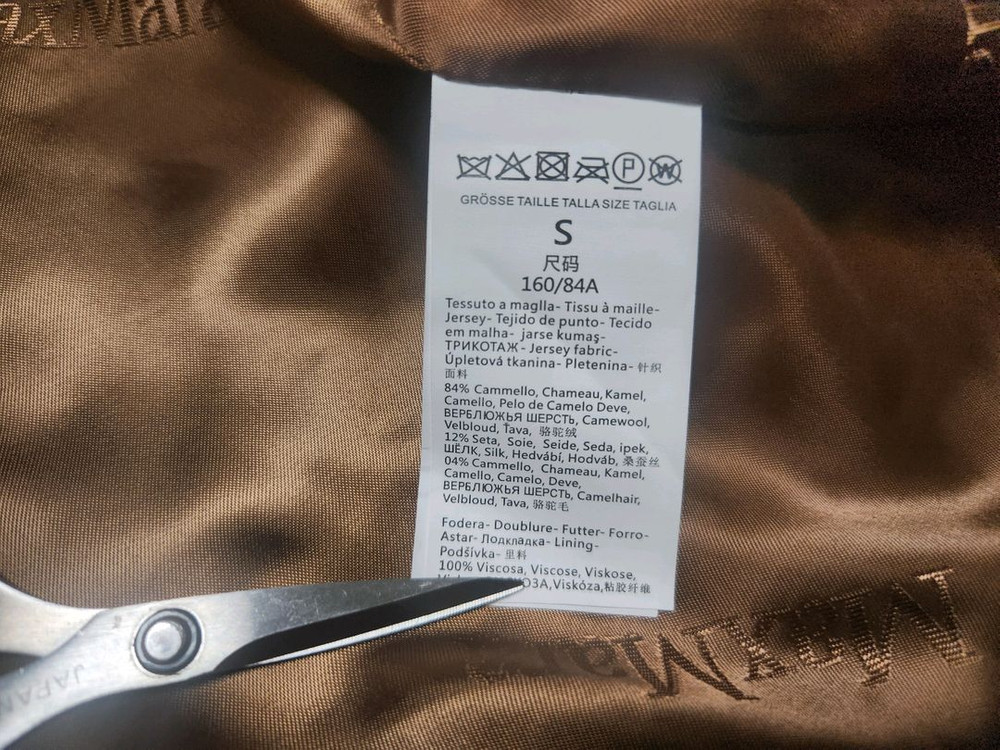 GRÖSSE TAILLE TALLA SIZE TAGLIA
S
尺码
160/84A
Tessuto a maglla- Tissu à maille-
Jersey- Tejido de punto- Tecido
em malha- jarse kumaş-
ТРИКОТАЖ- Jersey fabric-
Úpletová tkanina- Pletenina- 针织
面料
84% Cammello, Chameau, Kamel,
Camello, Pelo de Camelo Deve,
ВЕРБЛЮЖЬЯ ШЕРСТЬ, Camewool,
Velbloud, Ťava, 骆驼绒
12% Seta, Soie, Seide, Seda, ipek,
ШЁЛК, Silk, Hedvábí, Hodváb, 桑蚕丝
04% Cammello, Chameau, Kamel,
Camello, Camelo, Deve,
ВЕРБЛЮЖЬЯ ШЕРСТЬ, Camelhair,
Velbloud, Tava, 骆驼毛
Fodera- Doublure- Futter- Forro-
Astar- Подкладка- Lining-
Podšívka- 里料
100% Viscosa, Viscose, Viskose,
Viskóza, 粘胶纤维
MaxMara
JAPAN